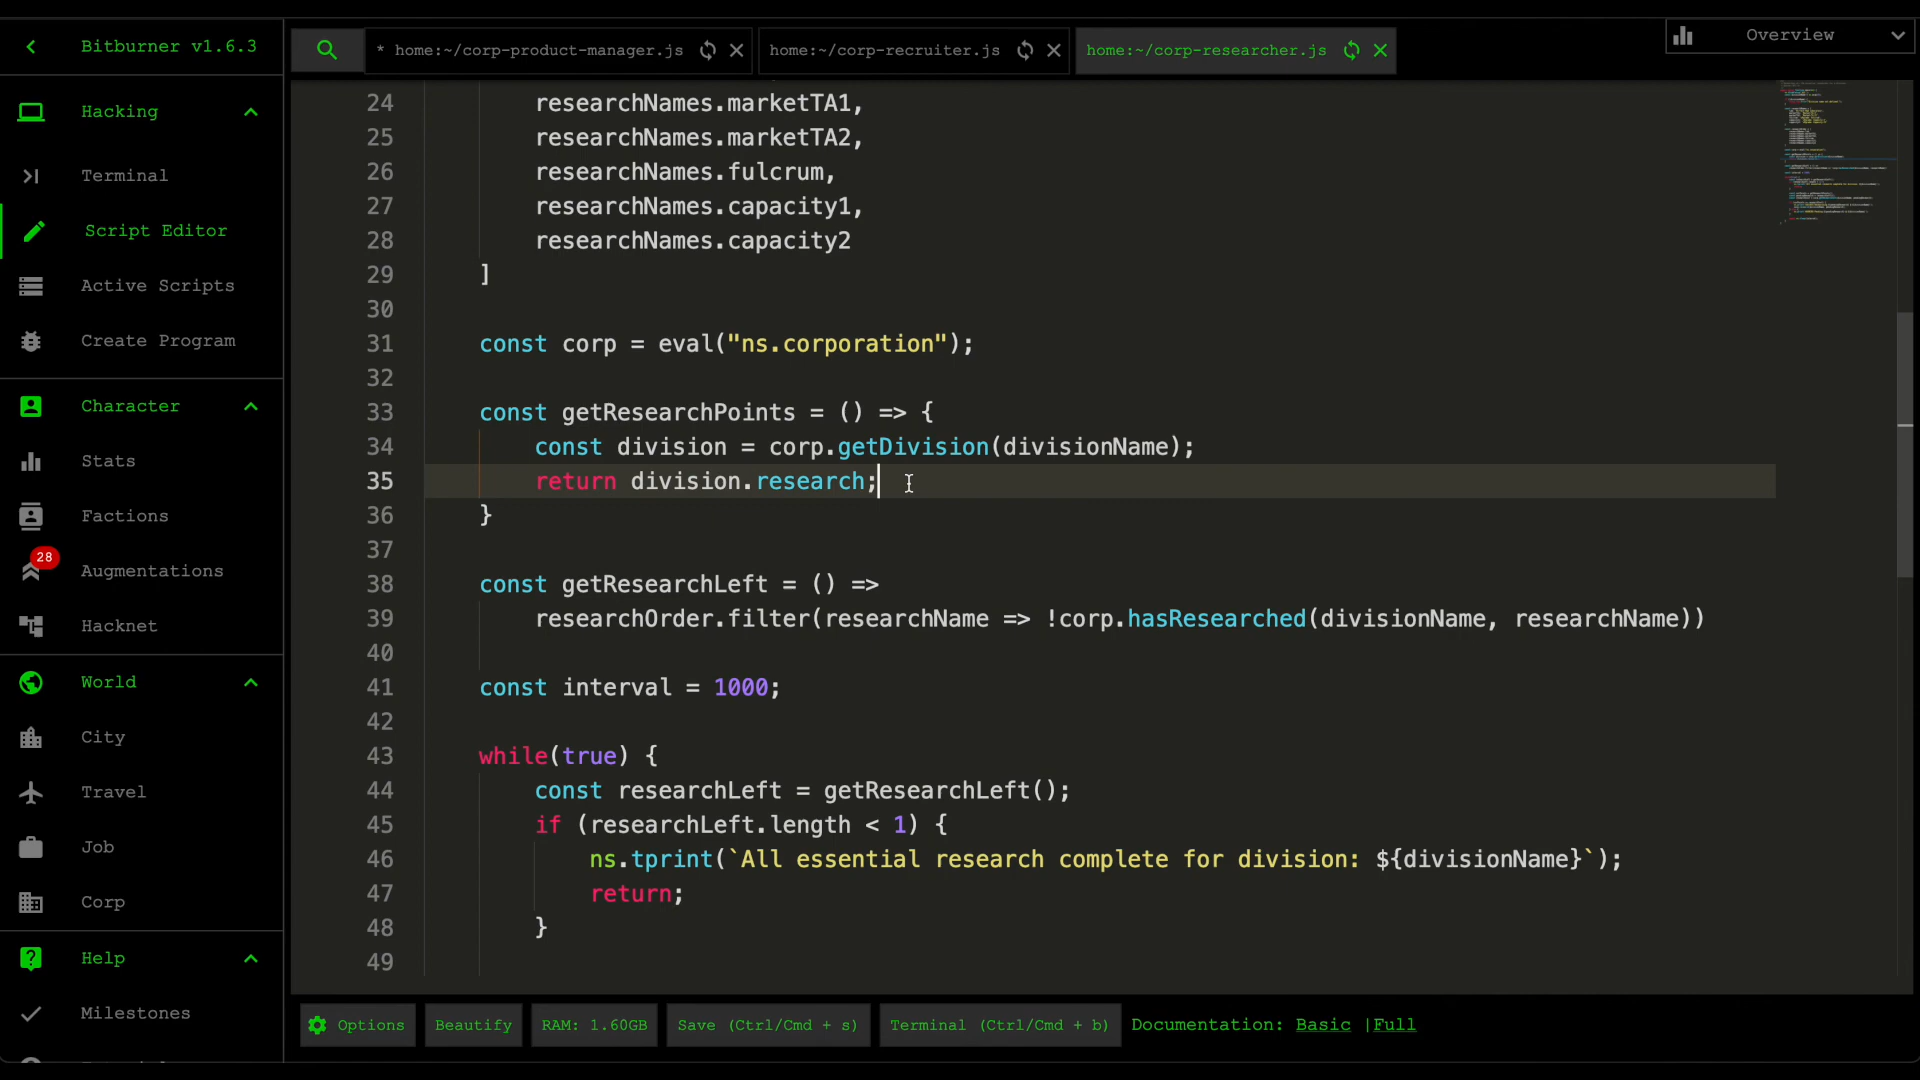 Bitburner v1.6.3
* home:~/corp-product-manager.js
home:~/corp-recruiter.js
home:~/corp-researcher.js
Overview
Hacking
Terminal
Script Editor
Active Scripts
Create Program
Character
Stats
Factions
28
Augmentations
Hacknet
World
City
Travel
Job
Corp
Help
Milestones
24 researchNames.marketTA1,
25 researchNames.marketTA2,
26 researchNames.fulcrum,
27 researchNames.capacity1,
28 researchNames.capacity2
29 ]
30
31 const corp = eval("ns.corporation");
32
33 const getResearchPoints = () => {
34 const division = corp.getDivision(divisionName);
35 return division.research;
36 }
37
38 const getResearchLeft = () =>
39 researchOrder.filter(researchName => !corp.hasResearched(divisionName, researchName))
40
41 const interval = 1000;
42
43 while(true) {
44 const researchLeft = getResearchLeft();
45 if (researchLeft.length < 1) {
46 ns.tprint(`All essential research complete for division: ${divisionName}`);
47 return;
48 }
49
Options
Beautify
RAM: 1.60GB
Save (Ctrl/Cmd + s)
Terminal (Ctrl/Cmd + b)
Documentation: Basic |Full